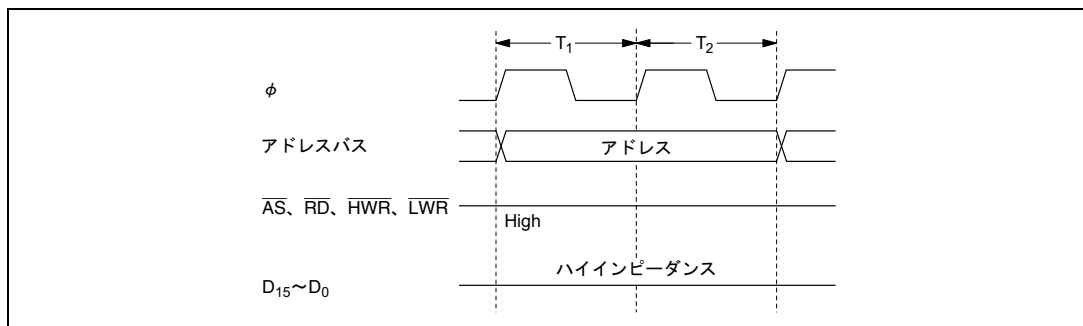 T1 T2
φ
アドレスバス アドレス
AS、RD、HWR、LWR
High
ハイインピーダンス
D15〜D0